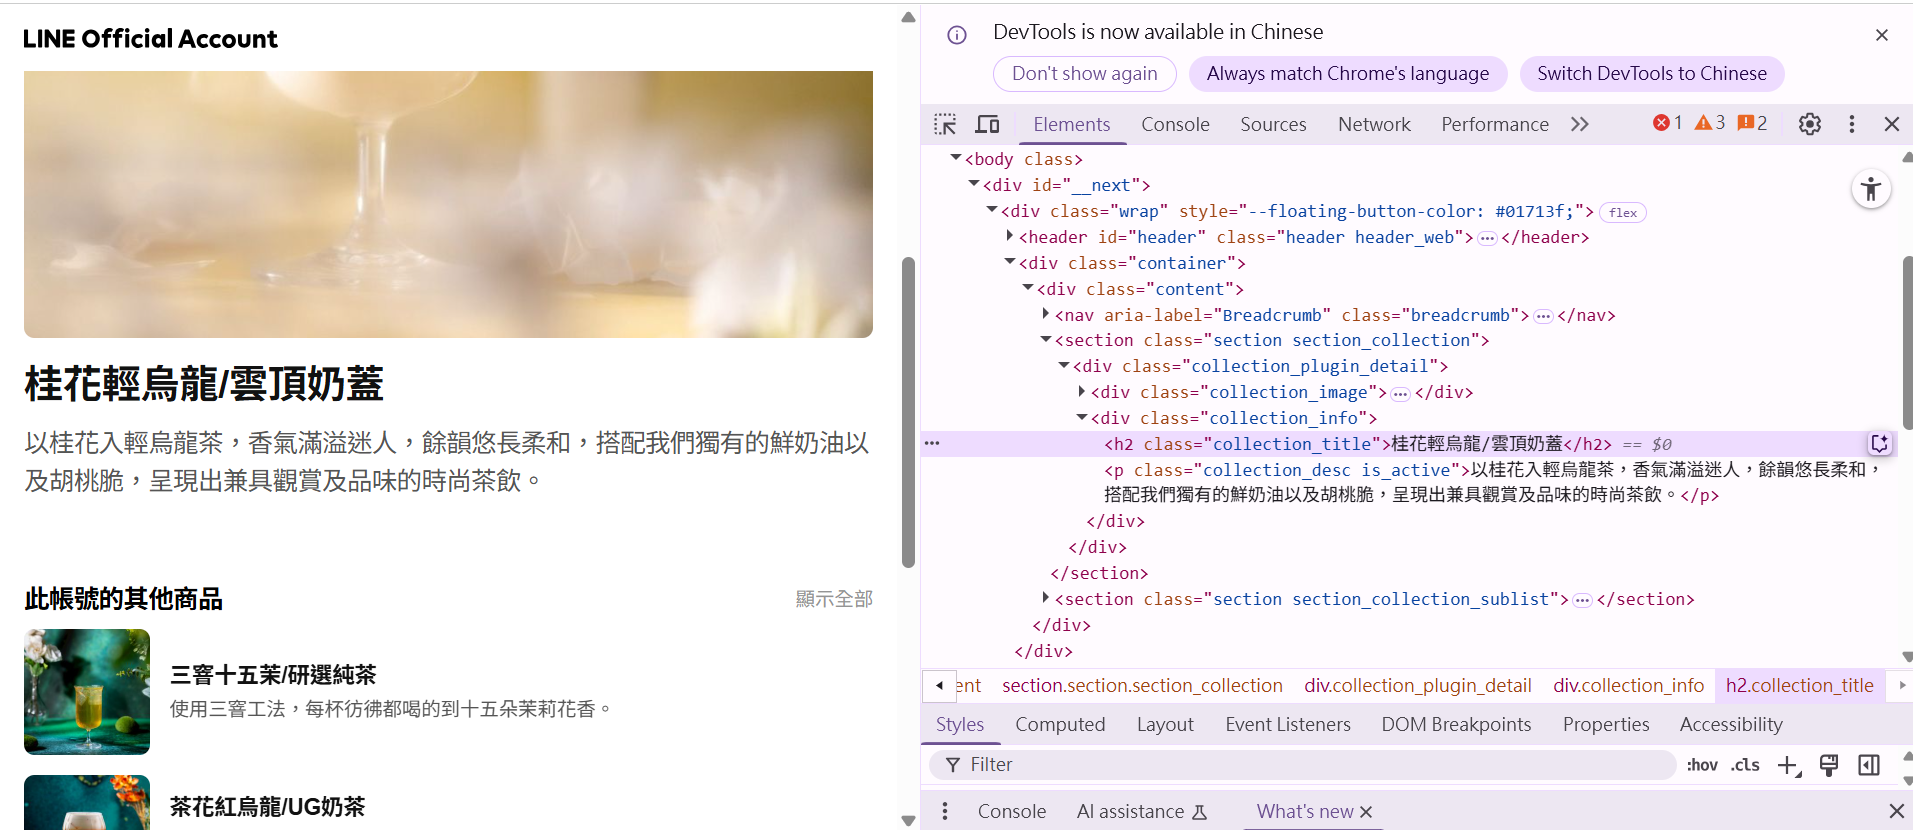 LINE Official Account
桂花輕烏龍/雲頂奶蓋
以桂花入輕烏龍茶，香氣滿溢迷人，餘韻悠長柔和，搭配我們獨有的鮮奶油以
及胡桃脆，呈現出兼具觀賞及品味的時尚茶飲。
此帳號的其他商品
顯示全部
三窨十五茉/研選純茶
使用三窨工法，每杯彷彿都喝的到十五朵茉莉花香。
茶花紅烏龍/UG奶茶
DevTools is now available in Chinese
Don't show again
Always match Chrome's language
Switch DevTools to Chinese
Elements Console Sources Network Performance 1 3 2
<body class>
<div id="__next">
<div class="wrap" style="--floating-button-color: #01713f;"> flex
<header id="header" class="header header_web">…</header>
<div class="container">
<div class="content">
<nav aria-label="Breadcrumb" class="breadcrumb">…</nav>
<section class="section section_collection">
<div class="collection_plugin_detail">
<div class="collection_image">…</div>
<div class="collection_info">
<h2 class="collection_title">桂花輕烏龍/雲頂奶蓋</h2> == $0
<p class="collection_desc is_active">以桂花入輕烏龍茶，香氣滿溢迷人，餘韻悠長柔和，
搭配我們獨有的鮮奶油以及胡桃脆，呈現出兼具觀賞及品味的時尚茶飲。</p>
</div>
</div>
</section>
<section class="section section_collection_sublist">…</section>
</div>
</div>
ent section.section.section_collection div.collection_plugin_detail div.collection_info h2.collection_title
Styles Computed Layout Event Listeners DOM Breakpoints Properties Accessibility
Filter :hov .cls
Console AI assistance What's new